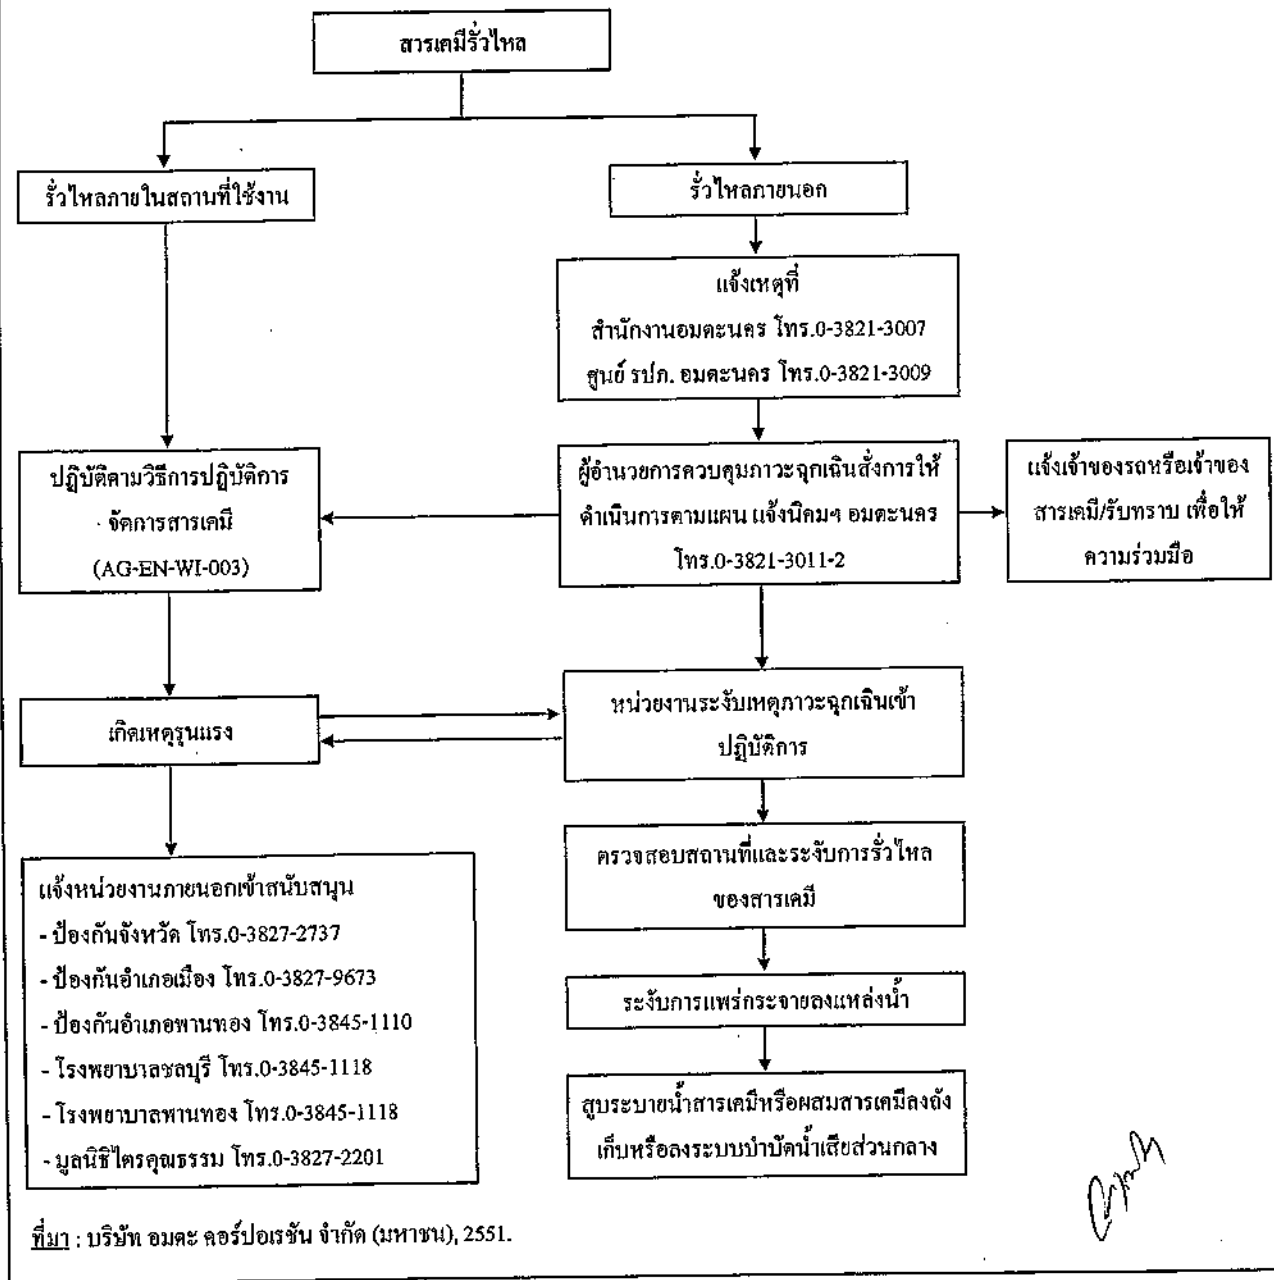 สารเคมีรั่วไหล
รั่วไหลภายในสถานที่ใช้งาน
รั่วไหลภายนอก
แจ้งเหตุที่
สำนักงานอมตะนคร โทร.0-3821-3007
ศูนย์ รปภ. อมตะนคร โทร.0-3821-3009
ปฏิบัติตามวิธีการปฏิบัติการ
จัดการสารเคมี
(AG-EN-WI-003)
ผู้อำนวยการควบคุมภาวะฉุกเฉินสั่งการให้
ดำเนินการตามแผน แจ้งนิคมฯ อมตะนคร
โทร.0-3821-3011-2
แจ้งเจ้าของรถหรือเจ้าของ
สารเคมี/รับทราบ เพื่อให้
ความร่วมมือ
เกิดเหตุรุนแรง
หน่วยงานระงับเหตุภาวะฉุกเฉินเข้า
ปฏิบัติการ
ตรวจสอบสถานที่และระงับการรั่วไหล
ของสารเคมี
แจ้งหน่วยงานภายนอกเข้าสนับสนุน
- ป้องกันจังหวัด โทร.0-3827-2737
- ป้องกันอำเภอเมือง โทร.0-3827-9673
- ป้องกันอำเภอพานทอง โทร.0-3845-1110
- โรงพยาบาลชลบุรี โทร.0-3845-1118
- โรงพยาบาลพานทอง โทร.0-3845-1118
- มูลนิธิไตรคุณธรรม โทร.0-3827-2201
ระงับการแพร่กระจายลงแหล่งน้ำ
สูบระบายน้ำสารเคมีหรือผสมสารเคมีลงถัง
เก็บหรือลงระบบบำบัดน้ำเสียส่วนกลาง
ที่มา : บริษัท อมตะ คอร์ปอเรชัน จำกัด (มหาชน), 2551.